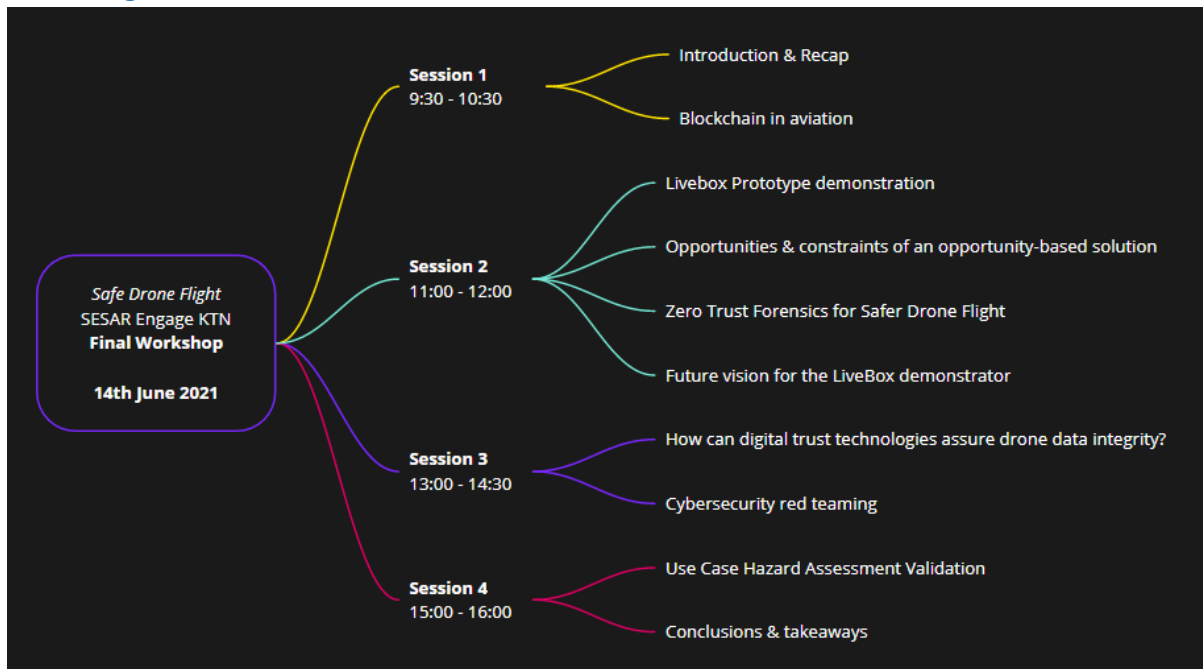 Safe Drone Flight
SESAR Engage KTN
Final Workshop
14th June 2021
Session 1
9:30 - 10:30
Introduction & Recap
Blockchain in aviation
Session 2
11:00 - 12:00
Livebox Prototype demonstration
Opportunities & constraints of an opportunity-based solution
Zero Trust Forensics for Safer Drone Flight
Future vision for the LiveBox demonstrator
Session 3
13:00 - 14:30
How can digital trust technologies assure drone data integrity?
Cybersecurity red teaming
Session 4
15:00 - 16:00
Use Case Hazard Assessment Validation
Conclusions & takeaways